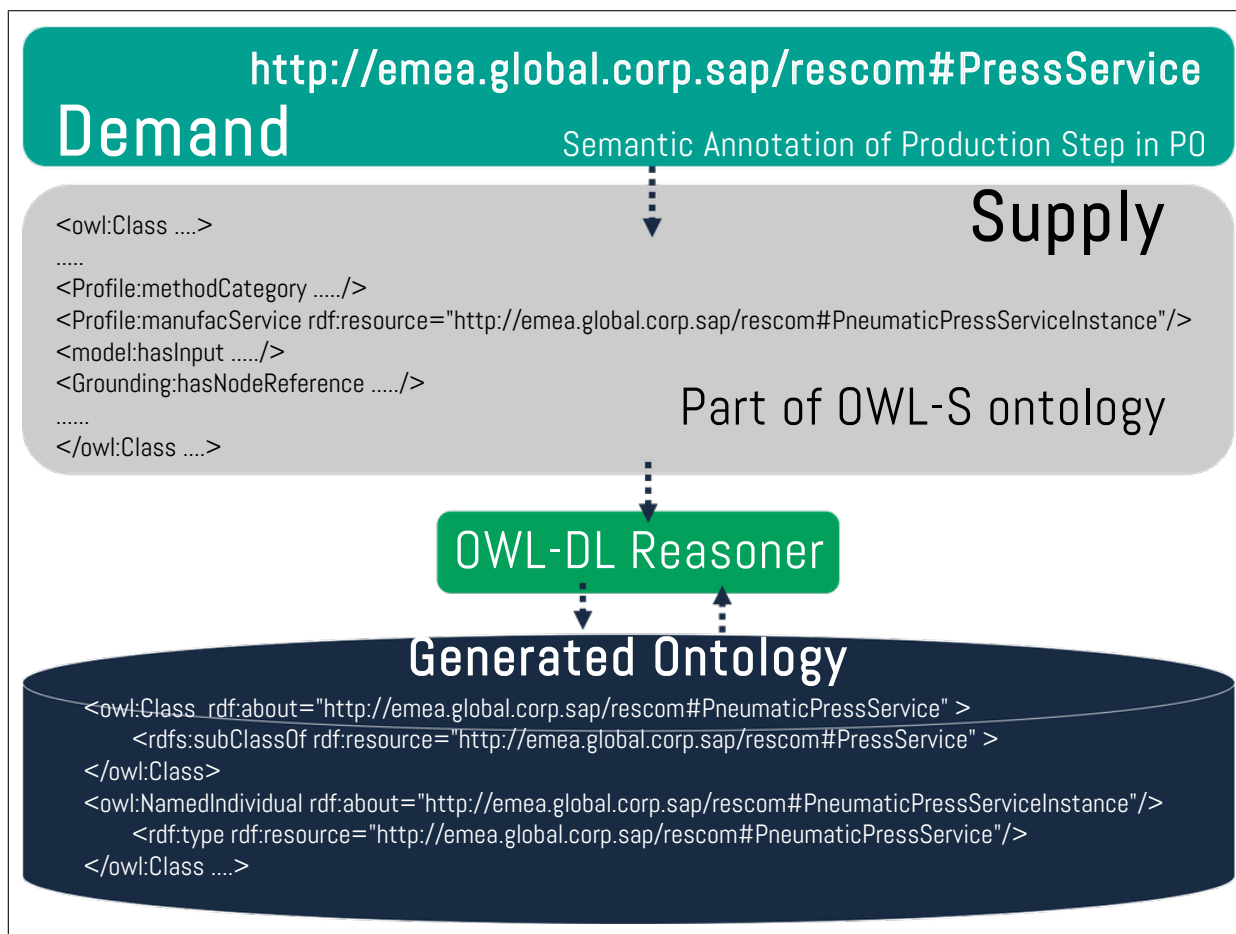 http://emea.global.corp.sap/rescom#PressService
Demand
Semantic Annotation of Production Step in PO
Supply
<owl:Class ....>
.....
<Profile:methodCategory ...../>
<Profile:manufacService rdf:resource="http://emea.global.corp.sap/rescom#PneumaticPressServiceInstance"/>
<model:hasInput ...../>
<Grounding:hasNodeReference ...../>
......
</owl:Class ....>
Part of OWL-S ontology
OWL-DL Reasoner
Generated Ontology
<owl:Class rdf:about="http://emea.global.corp.sap/rescom#PneumaticPressService" >
<rdfs:subClassOf rdf:resource="http://emea.global.corp.sap/rescom#PressService" >
</owl:Class>
<owl:NamedIndividual rdf:about="http://emea.global.corp.sap/rescom#PneumaticPressServiceInstance"/>
<rdf:type rdf:resource="http://emea.global.corp.sap/rescom#PneumaticPressService"/>
</owl:Class ....>